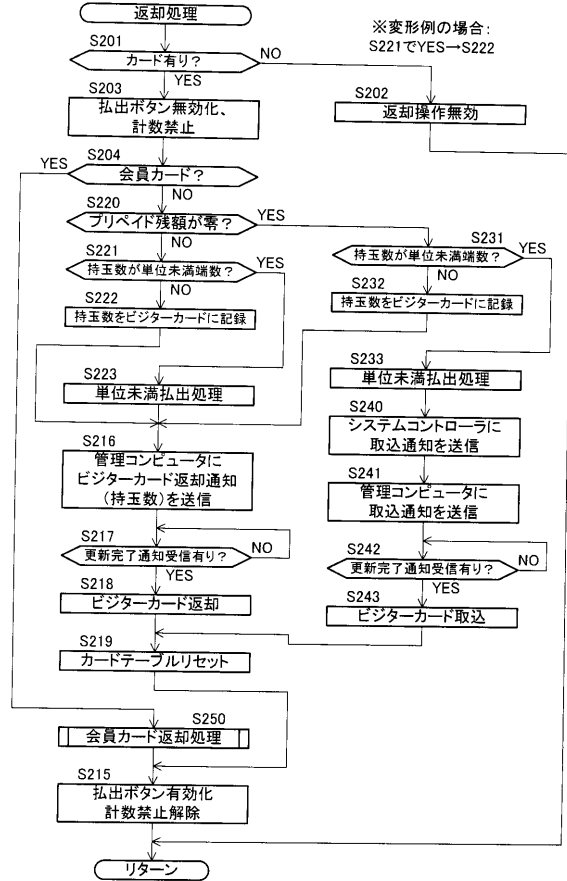 返却処理
※変形例の場合:
S221でYES→S222
S201
カード有り?
NO
YES
S203
払出ボタン無効化、
計数禁止
S202
返却操作無効
S204
YES
会員カード?
NO
S220
プリペイド残額が零?
YES
NO
S221
持玉数が単位未満端数?
YES
NO
S231
持玉数が単位未満端数?
YES
NO
S222
持玉数をビジターカードに記録
S232
持玉数をビジターカードに記録
S223
単位未満払出処理
S233
単位未満払出処理
S240
システムコントローラに
取込通知を送信
S216
管理コンピュータに
ビジターカード返却通知
(持玉数)を送信
S241
管理コンピュータに
取込通知を送信
S217
更新完了通知受信有り?
NO
YES
S242
更新完了通知受信有り?
NO
YES
S218
ビジターカード返却
S243
ビジターカード取込
S219
カードテーブルリセット
S250
会員カード返却処理
S215
払出ボタン有効化
計数禁止解除
リターン